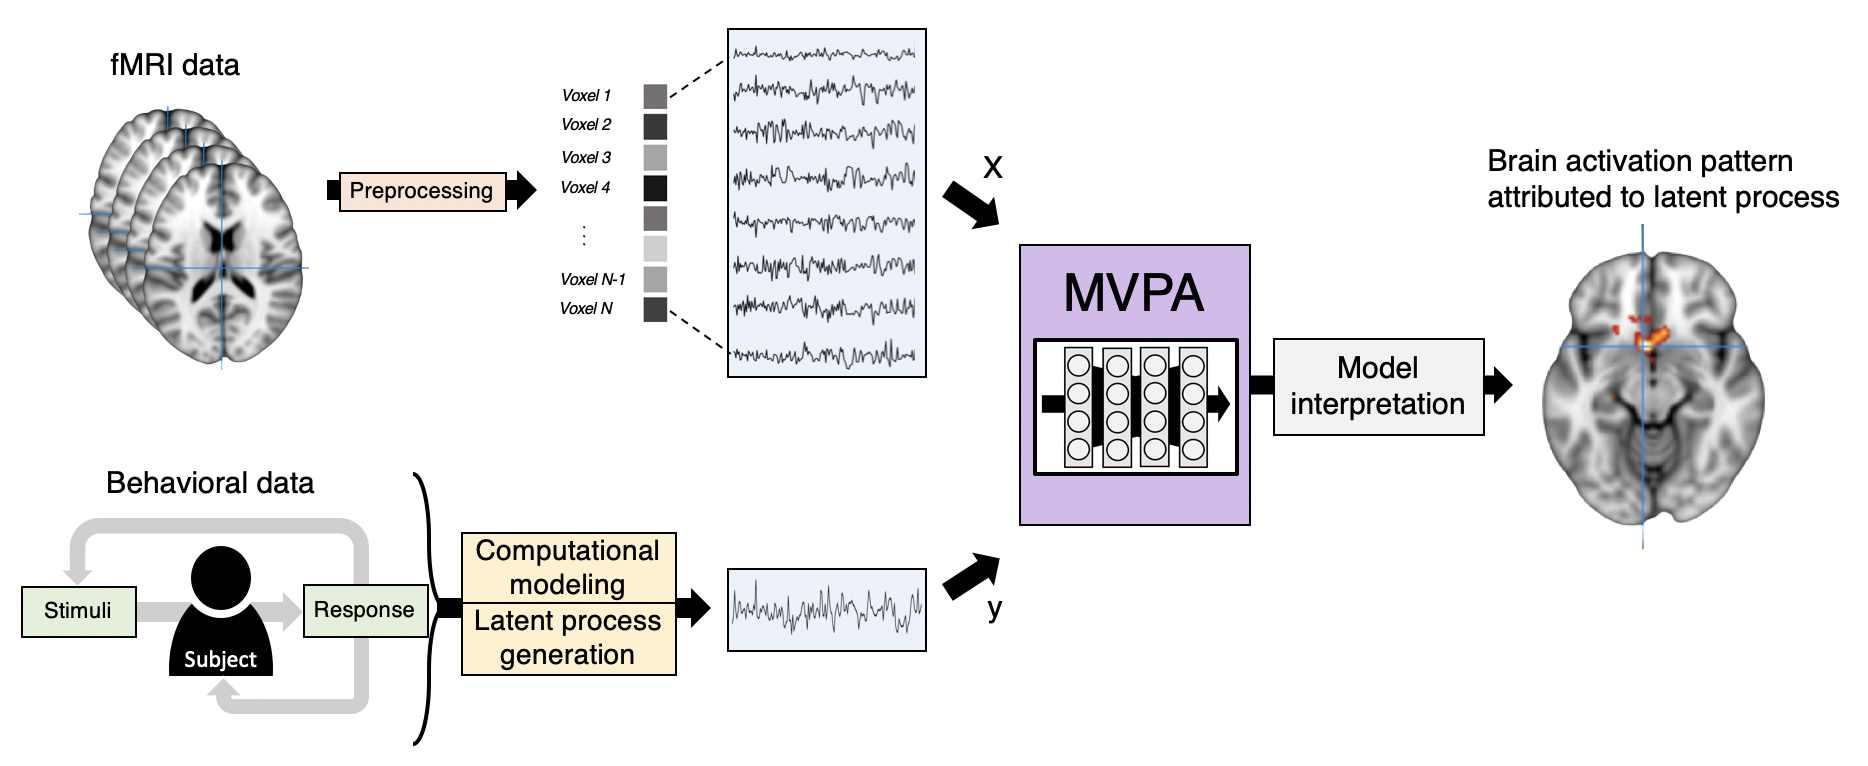 fMRI data
Preprocessing
Voxel 1
Voxel 2
Voxel 3
Voxel 4
⋮
Voxel N-1
Voxel N
X
MVPA
Model
interpretation
Brain activation pattern
attributed to latent process
Behavioral data
Stimuli
Subject
Response
Computational
modeling
Latent process
generation
y